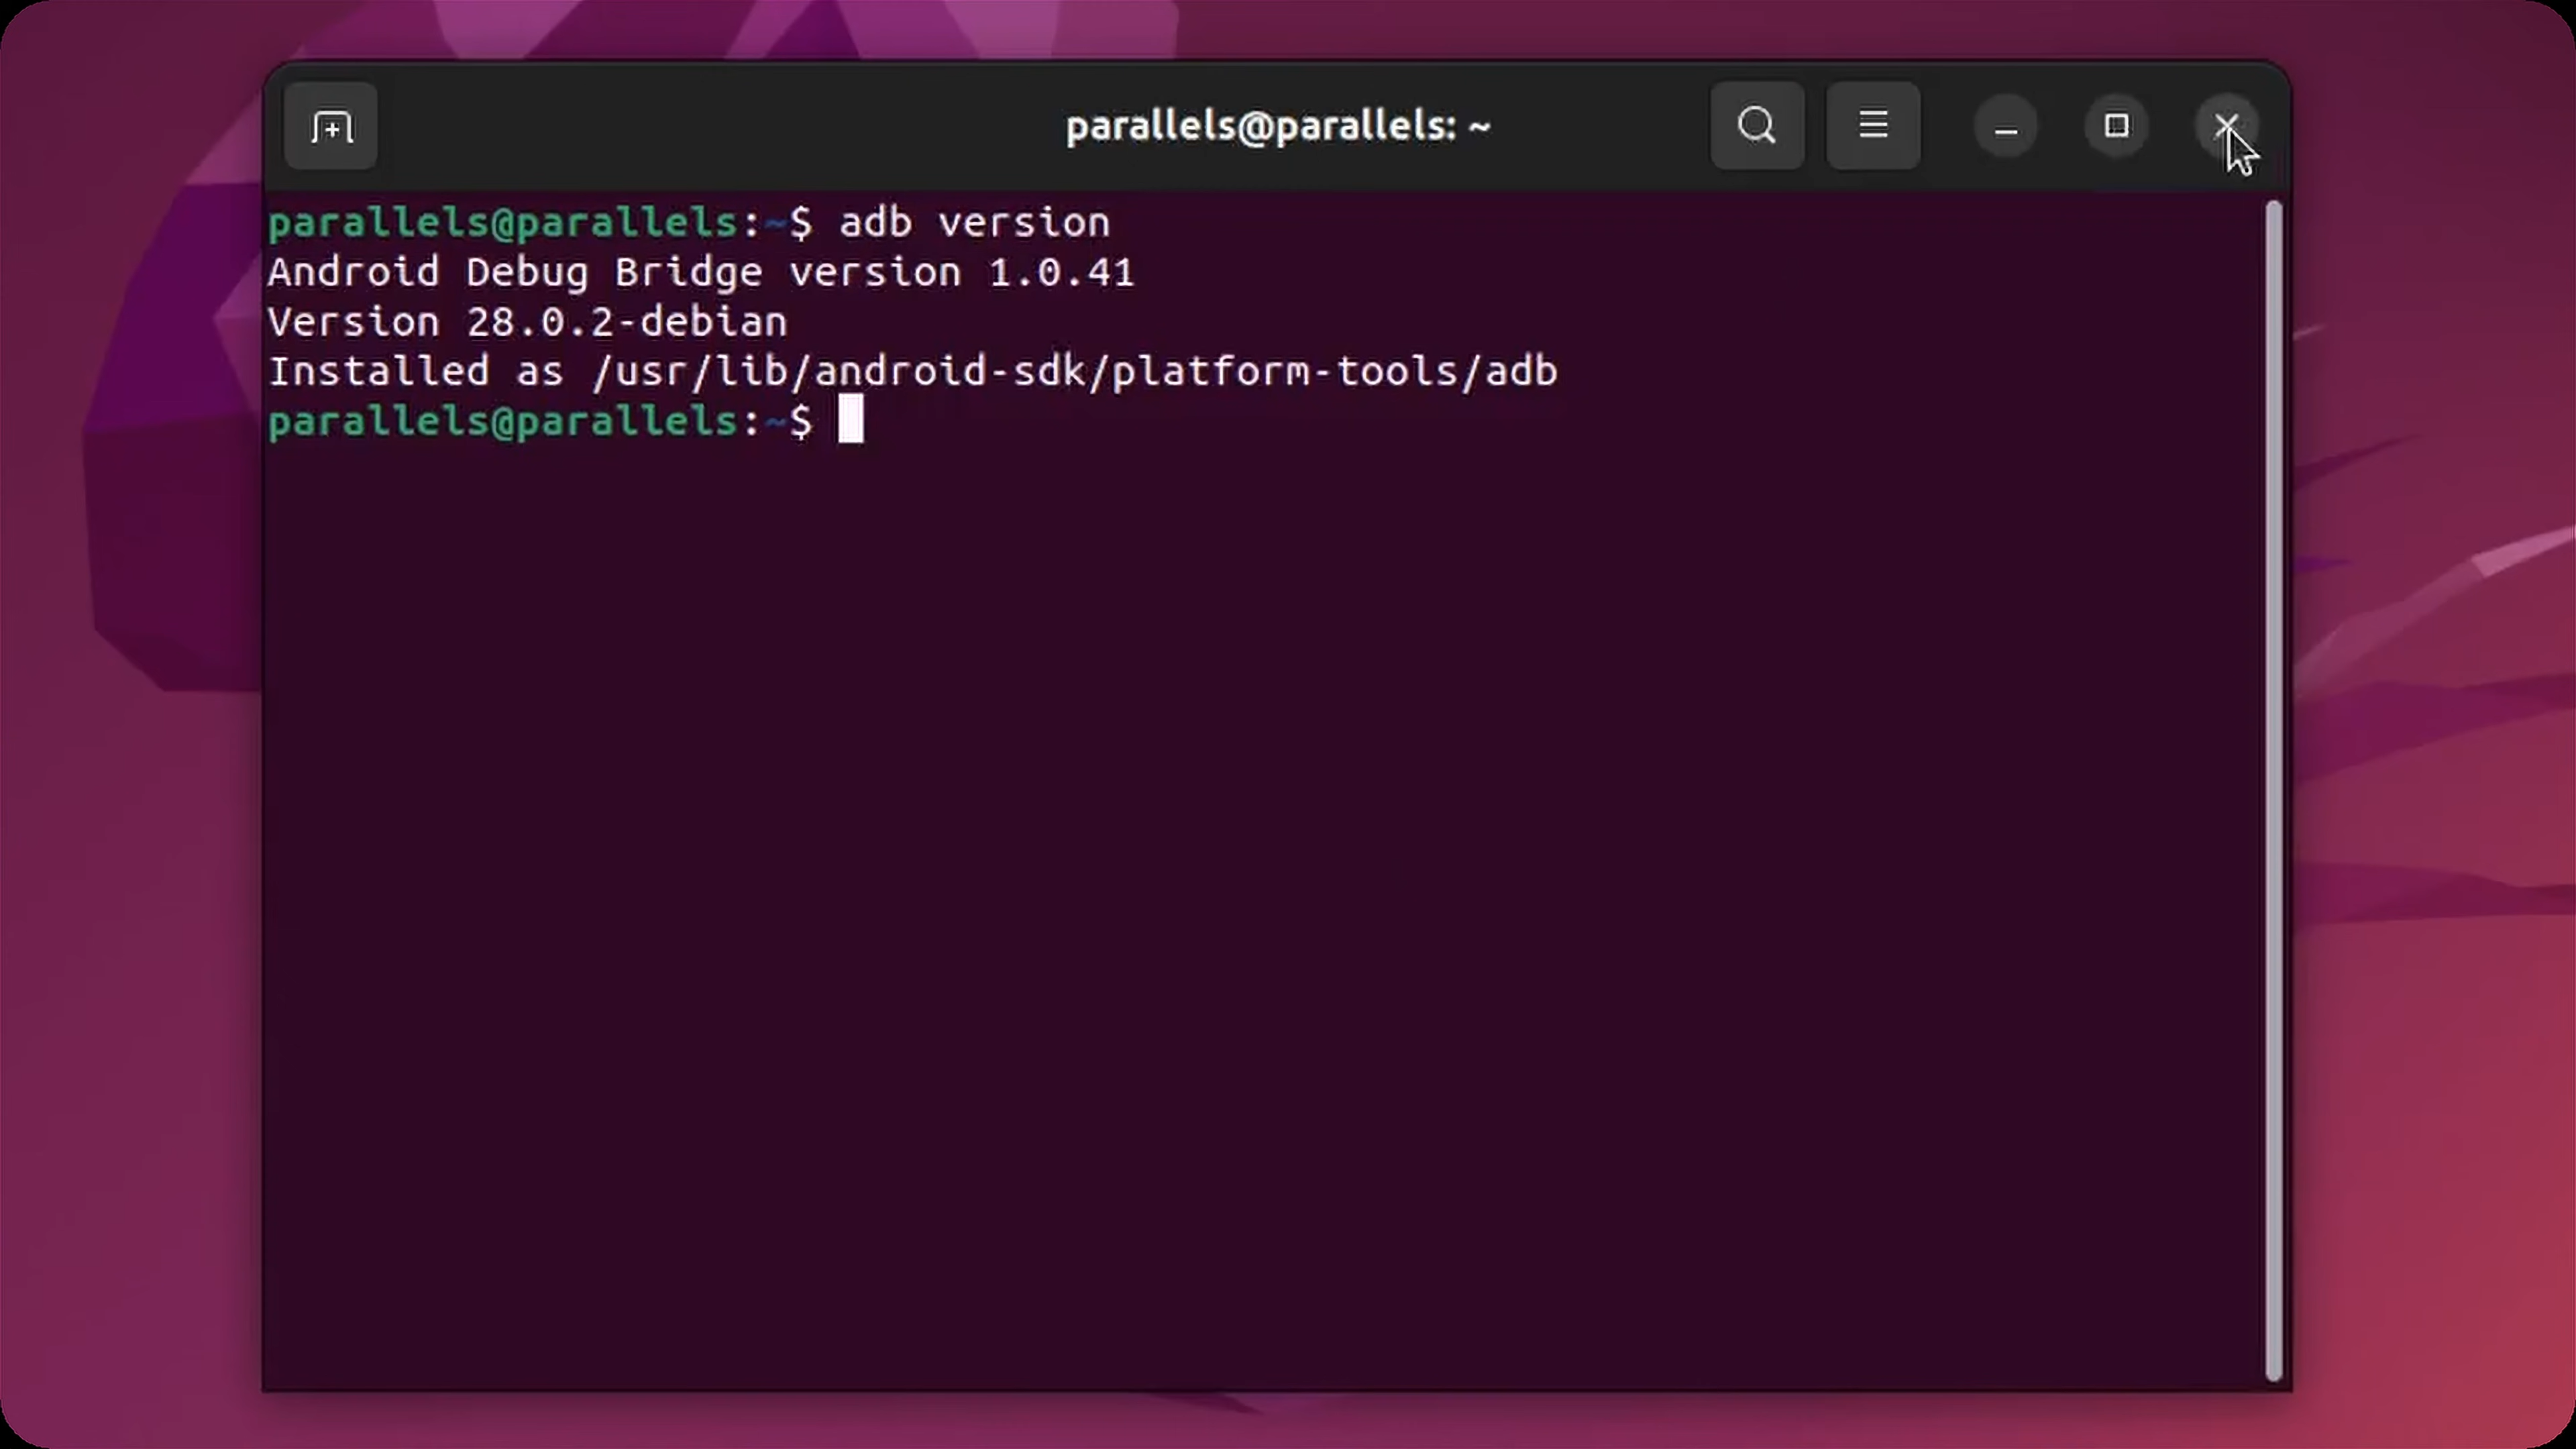 parallels@parallels: ~
parallels@parallels:~$ adb version
Android Debug Bridge version 1.0.41
Version 28.0.2-debian
Installed as /usr/lib/android-sdk/platform-tools/adb
parallels@parallels:~$